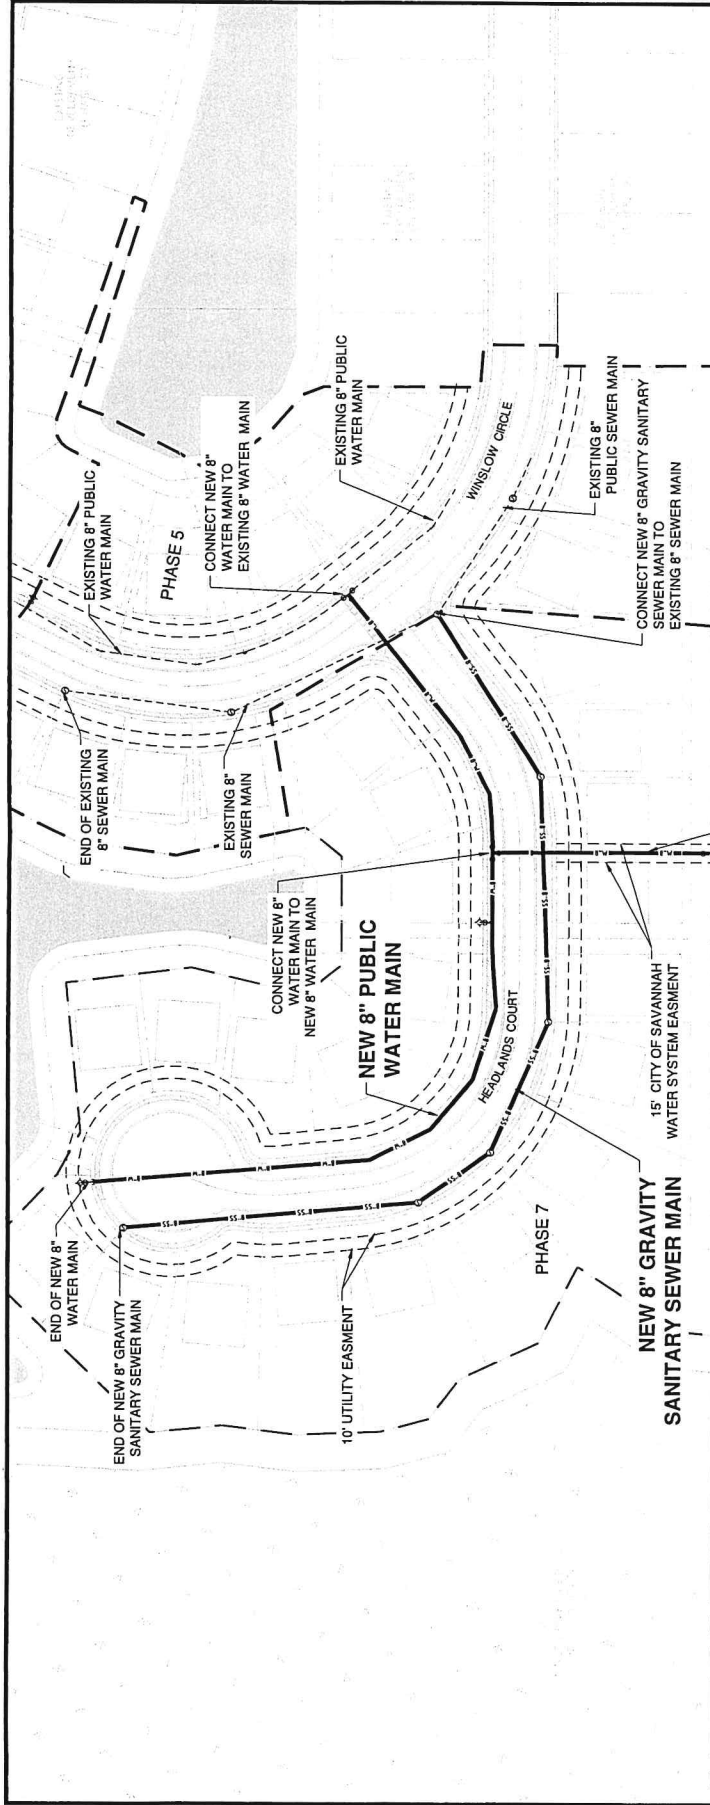 EXISTING 8" PUBLIC
WATER MAIN
PHASE 5
CONNECT NEW 8"
WATER MAIN TO
EXISTING 8" WATER MAIN
EXISTING 8" PUBLIC
WATER MAIN
WINSLOW CIRCLE
EXISTING 8"
PUBLIC SEWER MAIN
CONNECT NEW 8" GRAVITY SANITARY
SEWER MAIN TO
EXISTING 8" SEWER MAIN
END OF EXISTING
8" SEWER MAIN
EXISTING 8"
SEWER MAIN
CONNECT NEW 8"
WATER MAIN TO
NEW 8" WATER MAIN
NEW 8" PUBLIC
WATER MAIN
HEADLANDS COURT
15' CITY OF SAVANNAH
WATER SYSTEM EASMENT
END OF NEW 8"
WATER MAIN
END OF NEW 8" GRAVITY
SANITARY SEWER MAIN
10' UTILITY EASMENT
PHASE 7
NEW 8" GRAVITY
SANITARY SEWER MAIN